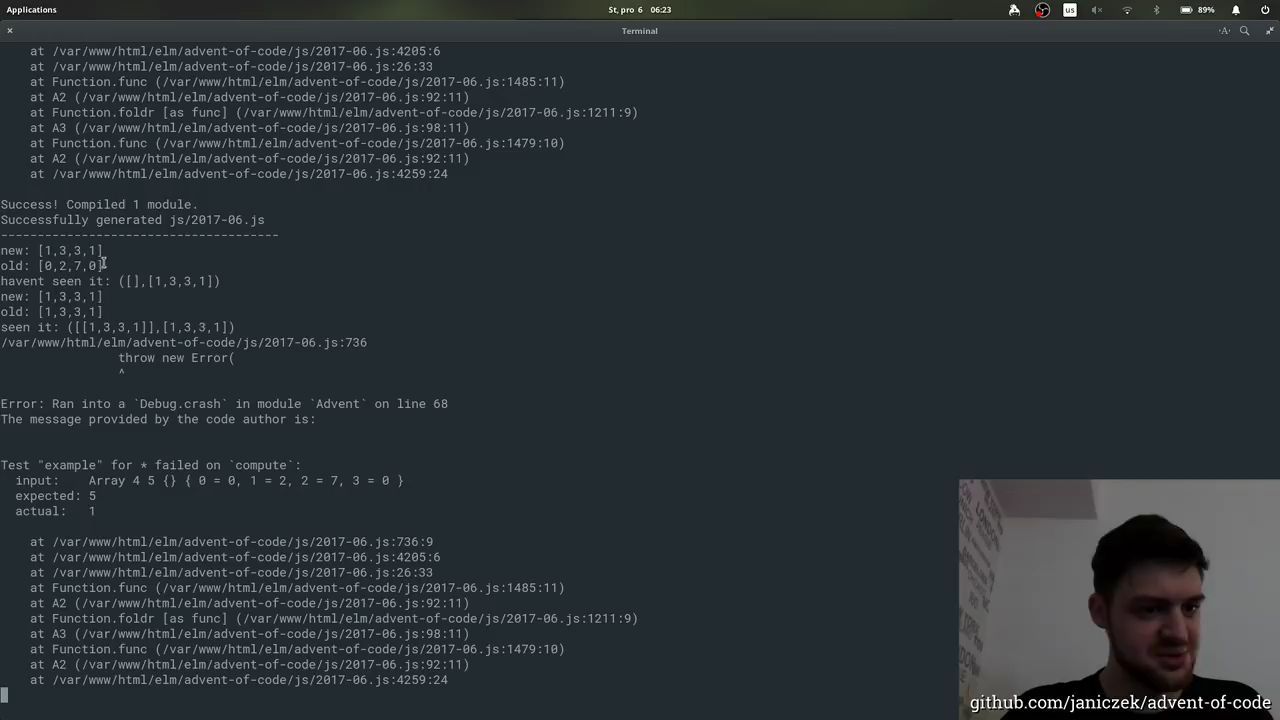 Applications
St, pro 6 06:23
us
89%
Terminal
at /var/www/html/elm/advent-of-code/js/2017-06.js:4205:6
at /var/www/html/elm/advent-of-code/js/2017-06.js:26:33
at Function.func (/var/www/html/elm/advent-of-code/js/2017-06.js:1485:11)
at A2 (/var/www/html/elm/advent-of-code/js/2017-06.js:92:11)
at Function.foldr [as func] (/var/www/html/elm/advent-of-code/js/2017-06.js:1211:9)
at A3 (/var/www/html/elm/advent-of-code/js/2017-06.js:98:11)
at Function.func (/var/www/html/elm/advent-of-code/js/2017-06.js:1479:10)
at A2 (/var/www/html/elm/advent-of-code/js/2017-06.js:92:11)
at /var/www/html/elm/advent-of-code/js/2017-06.js:4259:24
Success! Compiled 1 module.
Successfully generated js/2017-06.js
--------------------------------------
new: [1,3,3,1]
old: [0,2,7,0]
havent seen it: ([],[1,3,3,1])
new: [1,3,3,1]
old: [1,3,3,1]
seen it: ([[1,3,3,1]],[1,3,3,1])
/var/www/html/elm/advent-of-code/js/2017-06.js:736
throw new Error(
^
Error: Ran into a `Debug.crash` in module `Advent` on line 68
The message provided by the code author is:
Test "example" for * failed on `compute`:
input: Array 4 5 {} { 0 = 0, 1 = 2, 2 = 7, 3 = 0 }
expected: 5
actual: 1
at /var/www/html/elm/advent-of-code/js/2017-06.js:736:9
at /var/www/html/elm/advent-of-code/js/2017-06.js:4205:6
at /var/www/html/elm/advent-of-code/js/2017-06.js:26:33
at Function.func (/var/www/html/elm/advent-of-code/js/2017-06.js:1485:11)
at A2 (/var/www/html/elm/advent-of-code/js/2017-06.js:92:11)
at Function.foldr [as func] (/var/www/html/elm/advent-of-code/js/2017-06.js:1211:9)
at A3 (/var/www/html/elm/advent-of-code/js/2017-06.js:98:11)
at Function.func (/var/www/html/elm/advent-of-code/js/2017-06.js:1479:10)
at A2 (/var/www/html/elm/advent-of-code/js/2017-06.js:92:11)
at /var/www/html/elm/advent-of-code/js/2017-06.js:4259:24
github.com/janiczek/advent-of-code